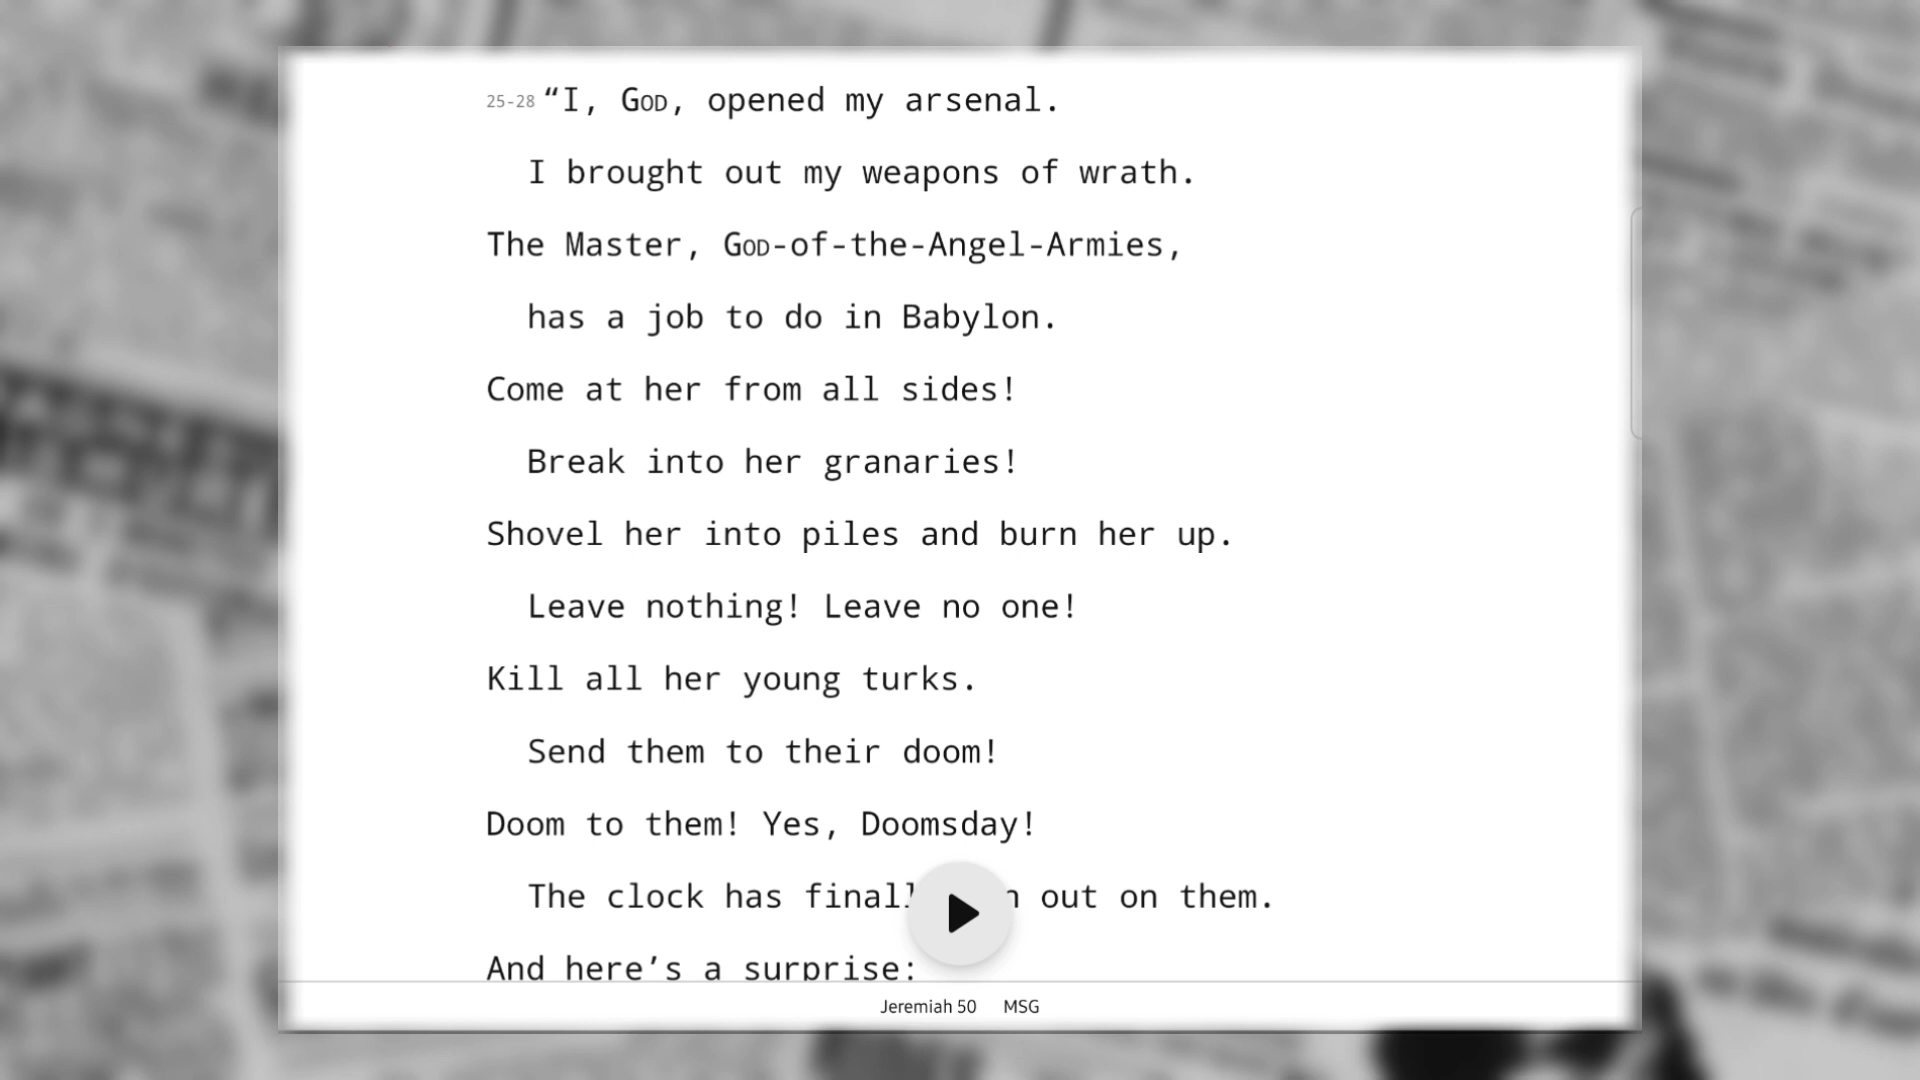 25-28 “I, GOD, opened my arsenal.
I brought out my weapons of wrath.
The Master, GOD-of-the-Angel-Armies,
has a job to do in Babylon.
Come at her from all sides!
Break into her granaries!
Shovel her into piles and burn her up.
Leave nothing! Leave no one!
Kill all her young turks.
Send them to their doom!
Doom to them! Yes, Doomsday!
The clock has out on them.
And here’s a surprise:
Jeremiah 50 MSG